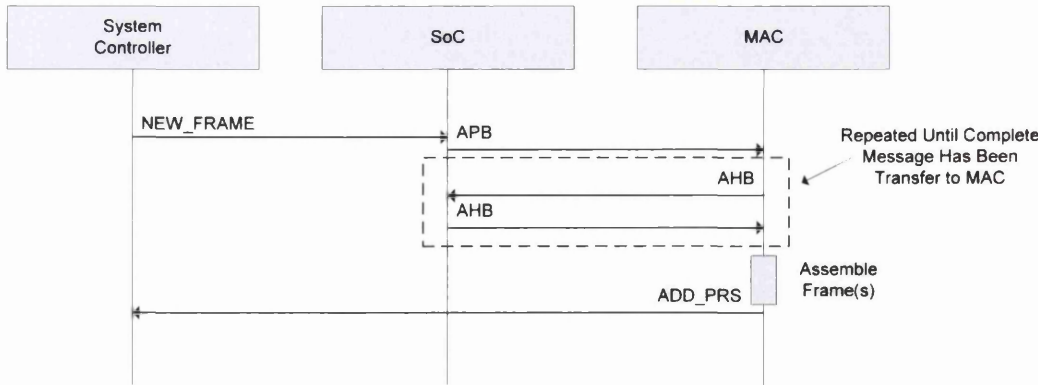 System
Controller
SoC
MAC
NEW_FRAME
APB
Repeated Until Complete
Message Has Been
Transfer to MAC
AHB
AHB
Assemble
Frame(s)
ADD_PRS